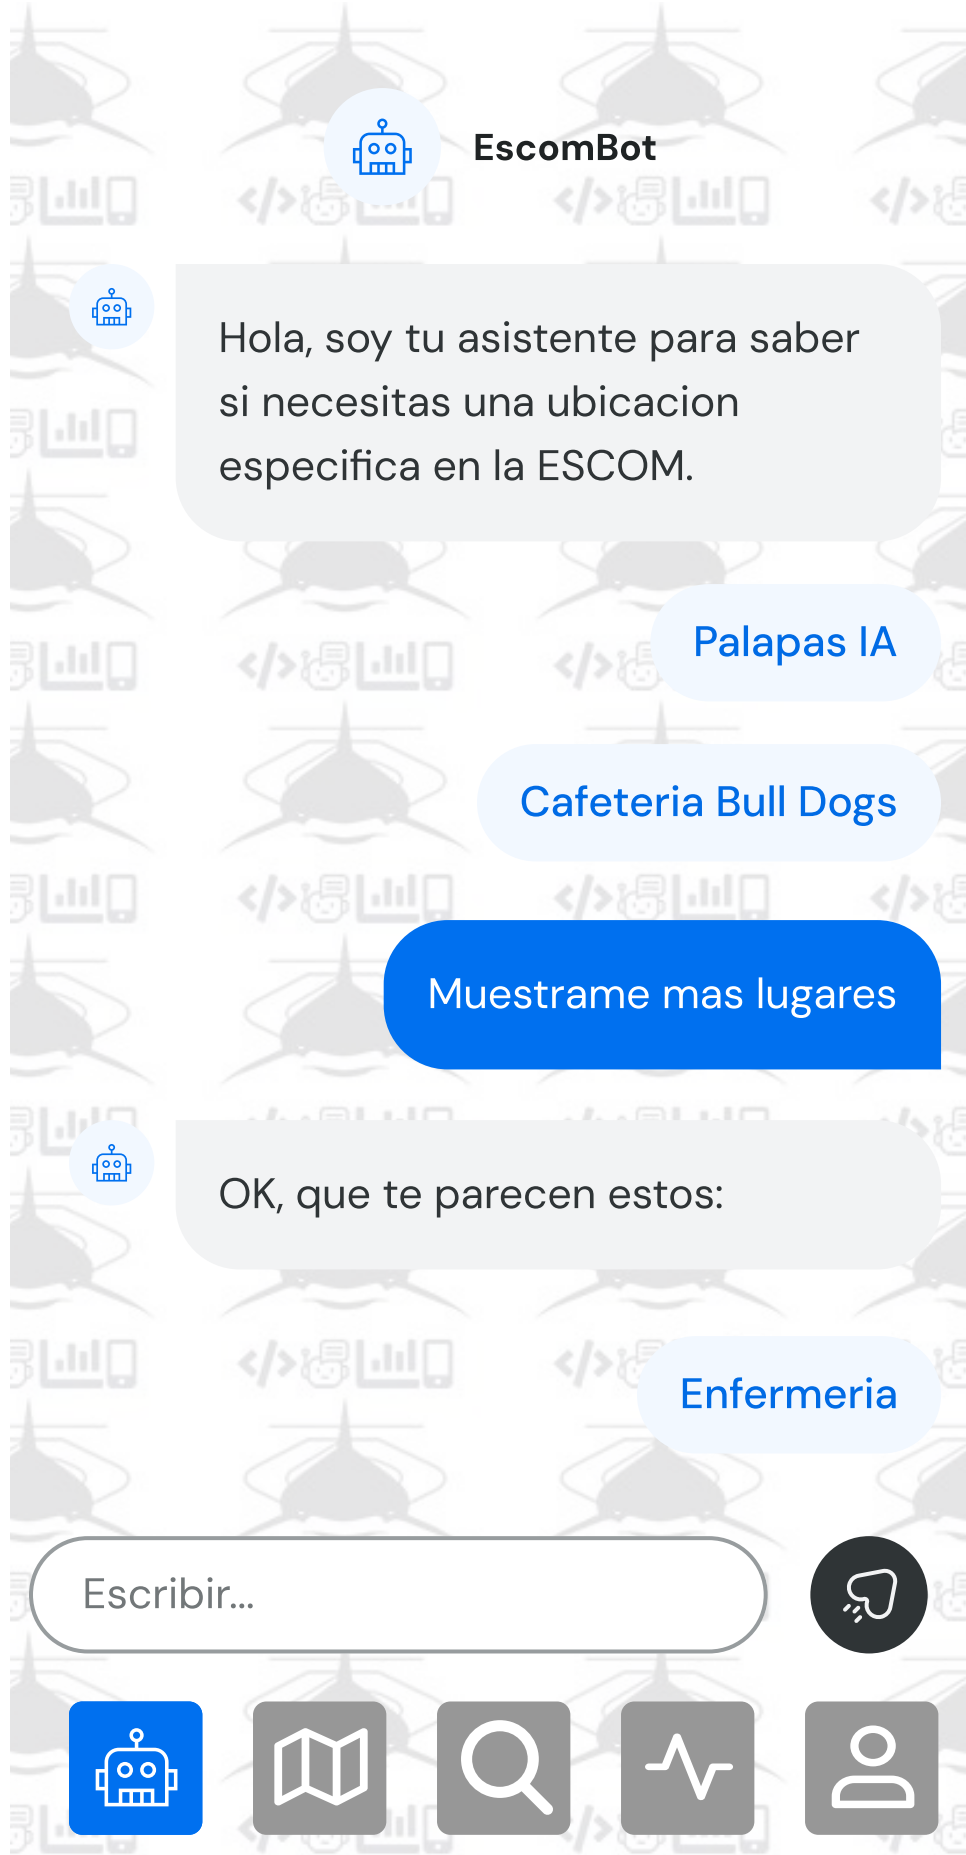 EscomBot
Hola, soy tu asistente para saber
si necesitas una ubicacion
especifica en la ESCOM.
Palapas IA
Cafeteria Bull Dogs
Muestrame mas lugares
OK, que te parecen estos:
Enfermeria
Escribir...